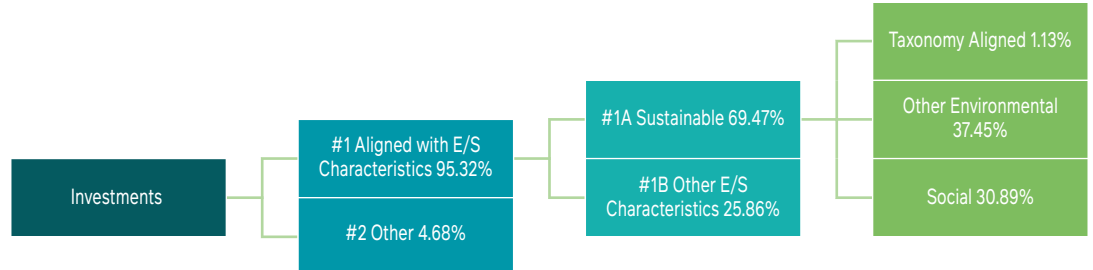 Investments
#1 Aligned with E/S
Characteristics 95.32%
#2 Other 4.68%
#1A Sustainable 69.47%
#1B Other E/S
Characteristics 25.86%
Taxonomy Aligned 1.13%
Other Environmental
37.45%
Social 30.89%